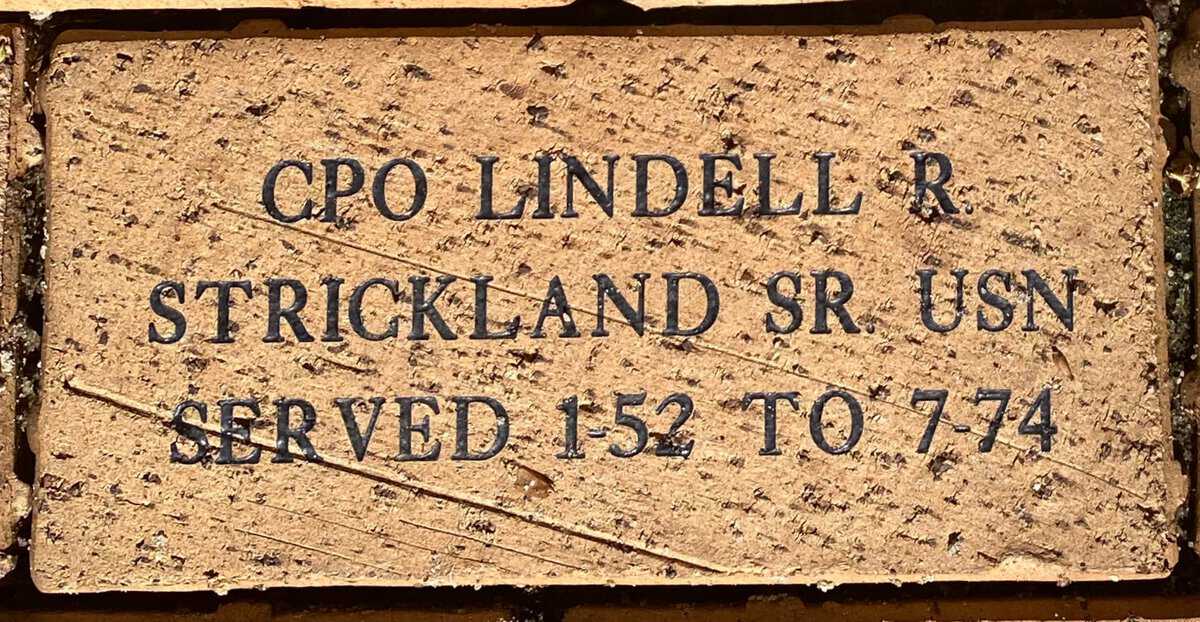 CPO LINDELL R.
STRICKLAND SR. USN
SERVED 1-52 TO 7-74